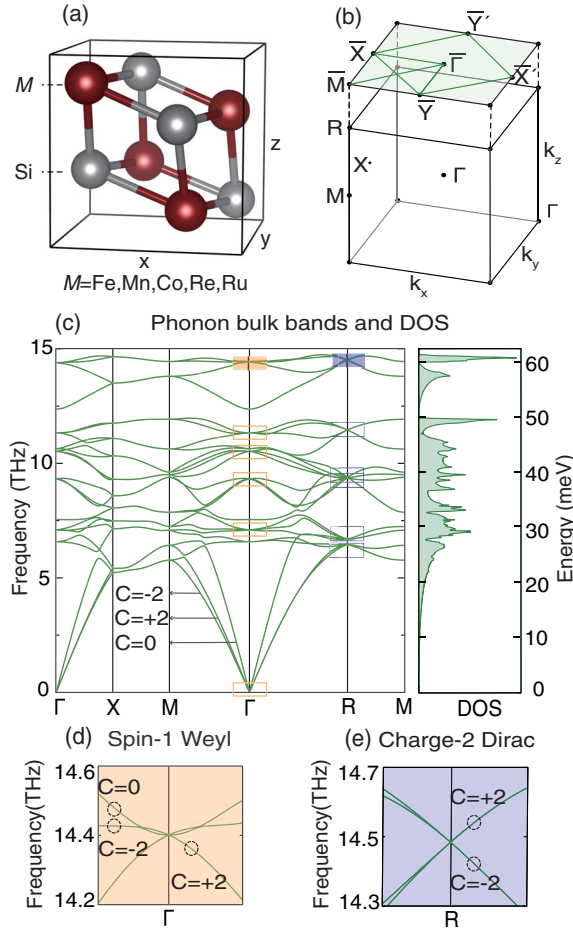 (a)
M
Si
z
y
x
M=Fe,Mn,Co,Re,Ru
(b)
Y̅´
X̅
Γ̅
M̅
X̅´
Y̅
R
X
Γ
M
Γ
k_z
k_y
k_x
(c) Phonon bulk bands and DOS
Frequency (THz)
15
10
5
0
C=-2
C=+2
C=0
Γ X M Γ R M
60
50
40
30
20
10
0
Energy (meV)
DOS
(d) Spin-1 Weyl
Frequency(THz)
14.6
14.4
14.2
C=0
C=-2
C=+2
Γ
(e) Charge-2 Dirac
Frequency(THz)
14.7
14.5
14.3
C=+2
C=-2
R